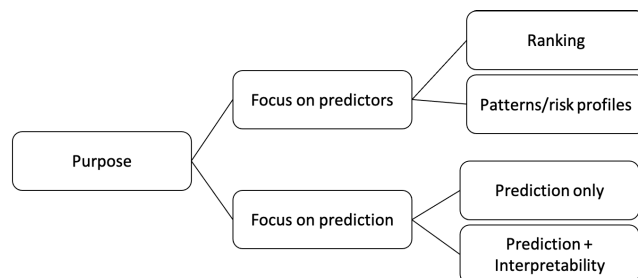 Ranking
Focus on predictors
Patterns/risk profiles
Purpose
Prediction only
Focus on prediction
Prediction +
Interpretability